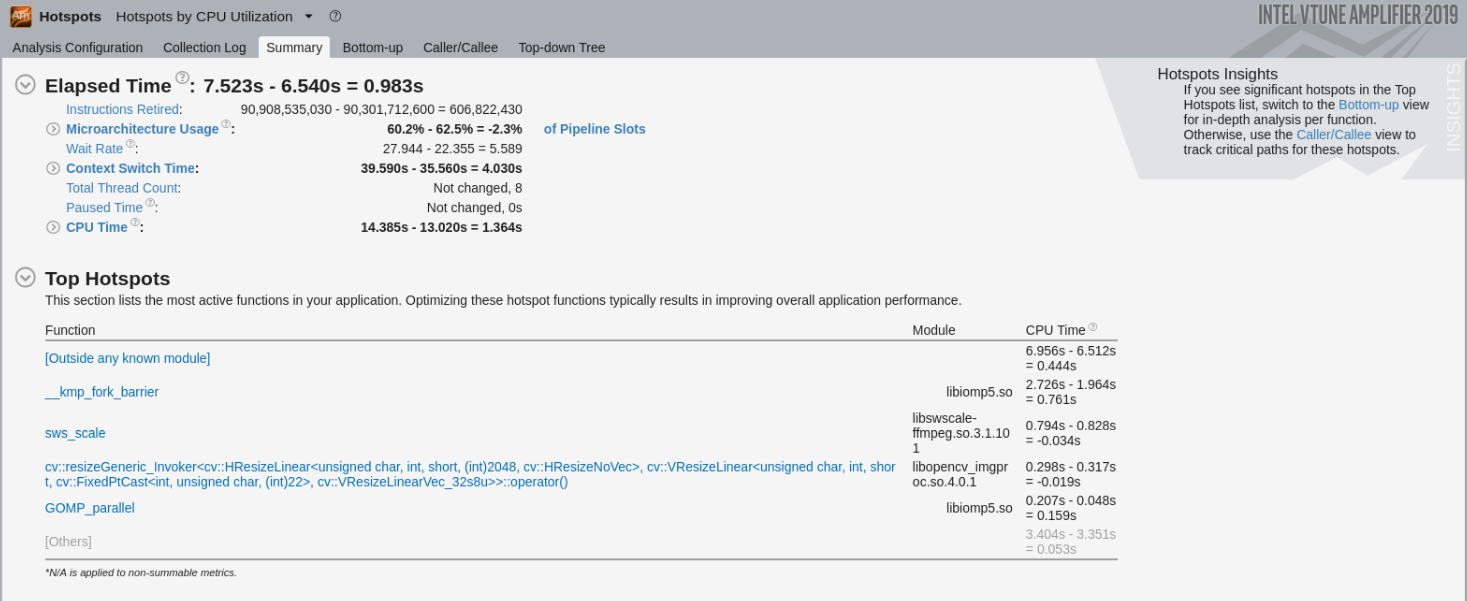 Hotspots Hotspots by CPU Utilization
INTEL VTUNE AMPLIFIER 2019
Analysis Configuration Collection Log Summary Bottom-up Caller/Callee Top-down Tree
Elapsed Time: 7.523s - 6.540s = 0.983s
Instructions Retired: 90,908,535,030 - 90,301,712,600 = 606,822,430
Microarchitecture Usage: 60.2% - 62.5% = -2.3% of Pipeline Slots
Wait Rate: 27.944 - 22.355 = 5.589
Context Switch Time: 39.590s - 35.560s = 4.030s
Total Thread Count: Not changed, 8
Paused Time: Not changed, 0s
CPU Time: 14.385s - 13.020s = 1.364s
Hotspots Insights
If you see significant hotspots in the Top
Hotspots list, switch to the Bottom-up view
for in-depth analysis per function.
Otherwise, use the Caller/Callee view to
track critical paths for these hotspots.
INSIGHTS
Top Hotspots
This section lists the most active functions in your application. Optimizing these hotspot functions typically results in improving overall application performance.
Function Module CPU Time
[Outside any known module] 6.956s - 6.512s
= 0.444s
__kmp_fork_barrier libiomp5.so 2.726s - 1.964s
= 0.761s
sws_scale
libswscale-
ffmpeg.so.3.1.10
1
0.794s - 0.828s
= -0.034s
cv::resizeGeneric_Invoker<cv::HResizeLinear<unsigned char, int, short, (int)2048, cv::HResizeNoVec>, cv::VResizeLinear<unsigned char, int, shor
t, cv::FixedPtCast<int, unsigned char, (int)22>, cv::VResizeLinearVec_32s8u>>::operator()
libopencv_imgpr
oc.so.4.0.1
0.298s - 0.317s
= -0.019s
GOMP_parallel libiomp5.so 0.207s - 0.048s
= 0.159s
[Others] 3.404s - 3.351s
= 0.053s
*N/A is applied to non-summable metrics.